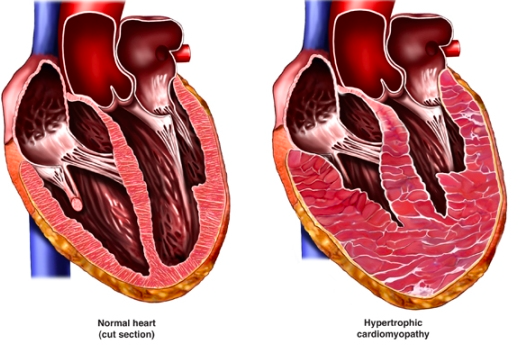 Normal heart
(cut section)
Hypertrophic
cardiomyopathy